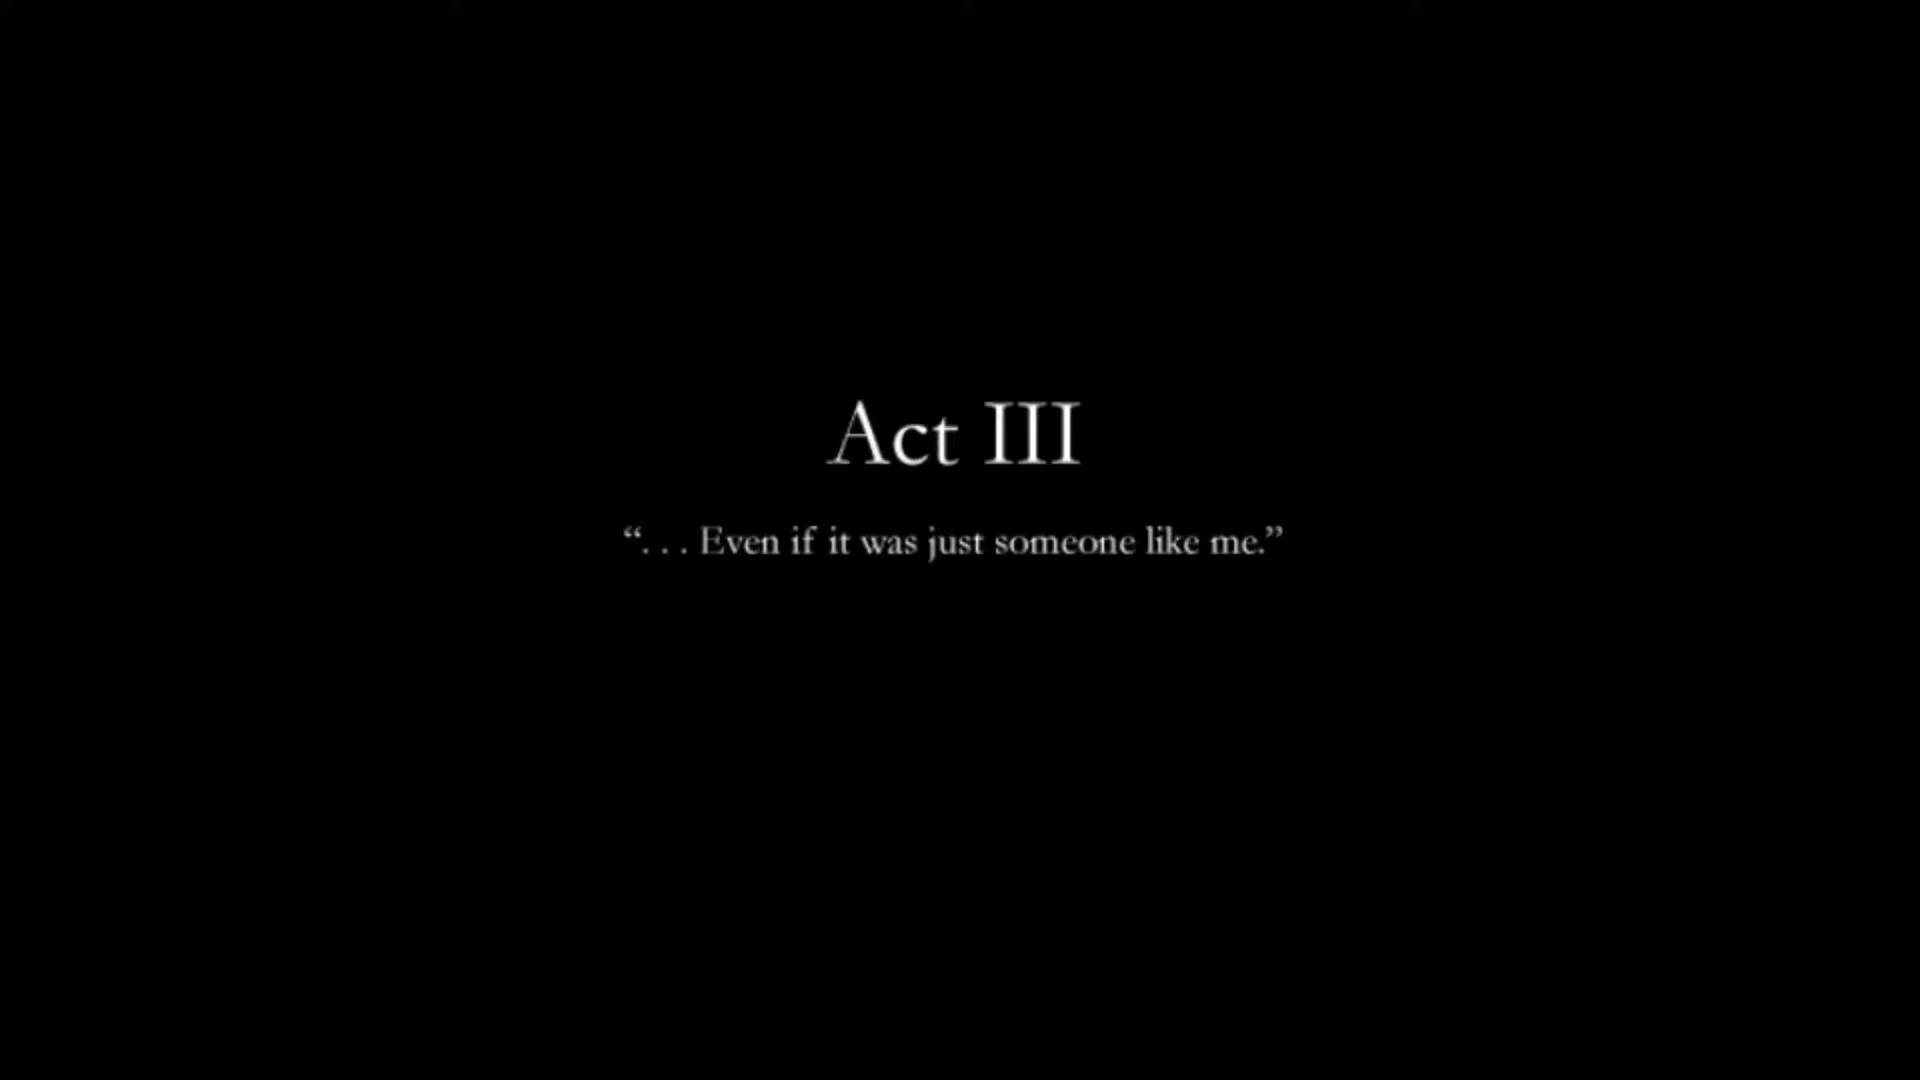 Act III
“. . . Even if it was just someone like me.”